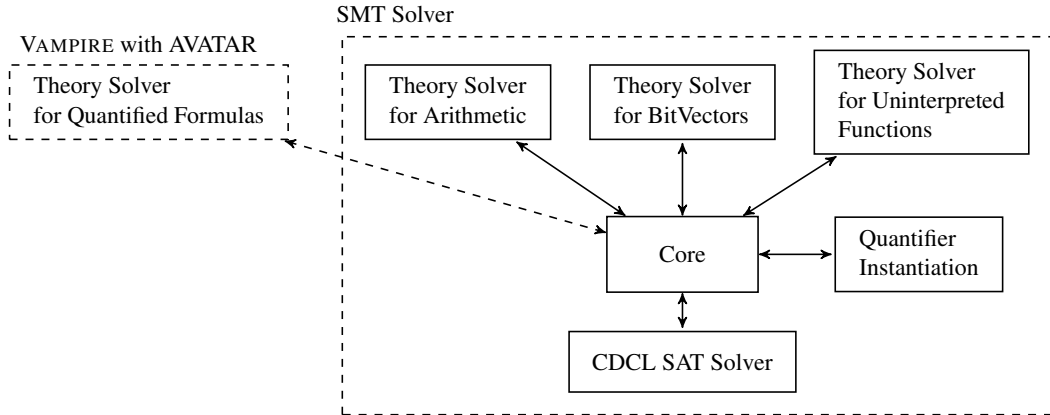 SMT Solver
VAMPIRE with AVATAR
Theory Solver
for Quantified Formulas
Theory Solver
for Arithmetic
Theory Solver
for BitVectors
Theory Solver
for Uninterpreted
Functions
Core
Quantifier
Instantiation
CDCL SAT Solver